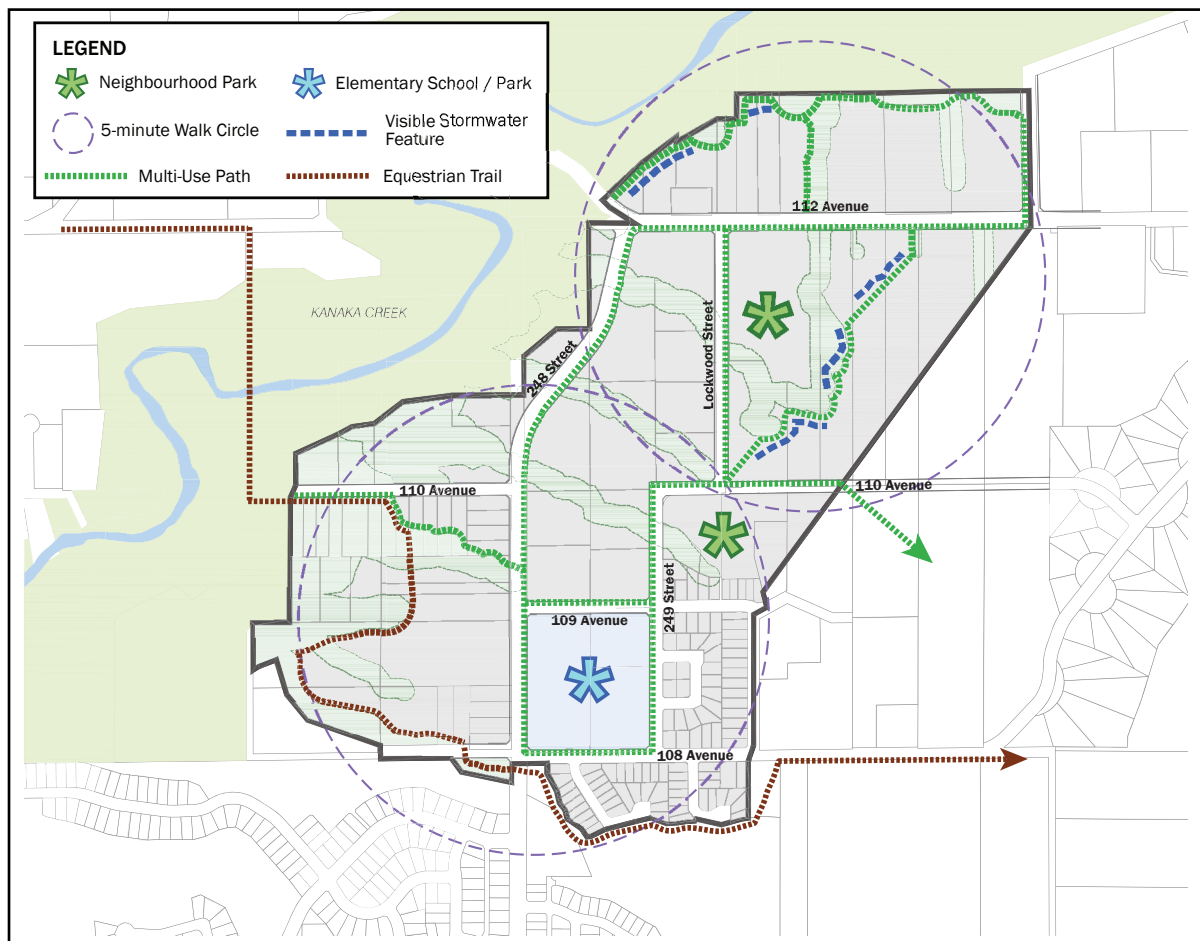 LEGEND
Neighbourhood Park
Elementary School / Park
5-minute Walk Circle
Visible Stormwater
Feature
Multi-Use Path
Equestrian Trail
112 Avenue
KANAKA CREEK
Lockwood Street
248 Street
110 Avenue
110 Avenue
249 Street
109 Avenue
108 Avenue